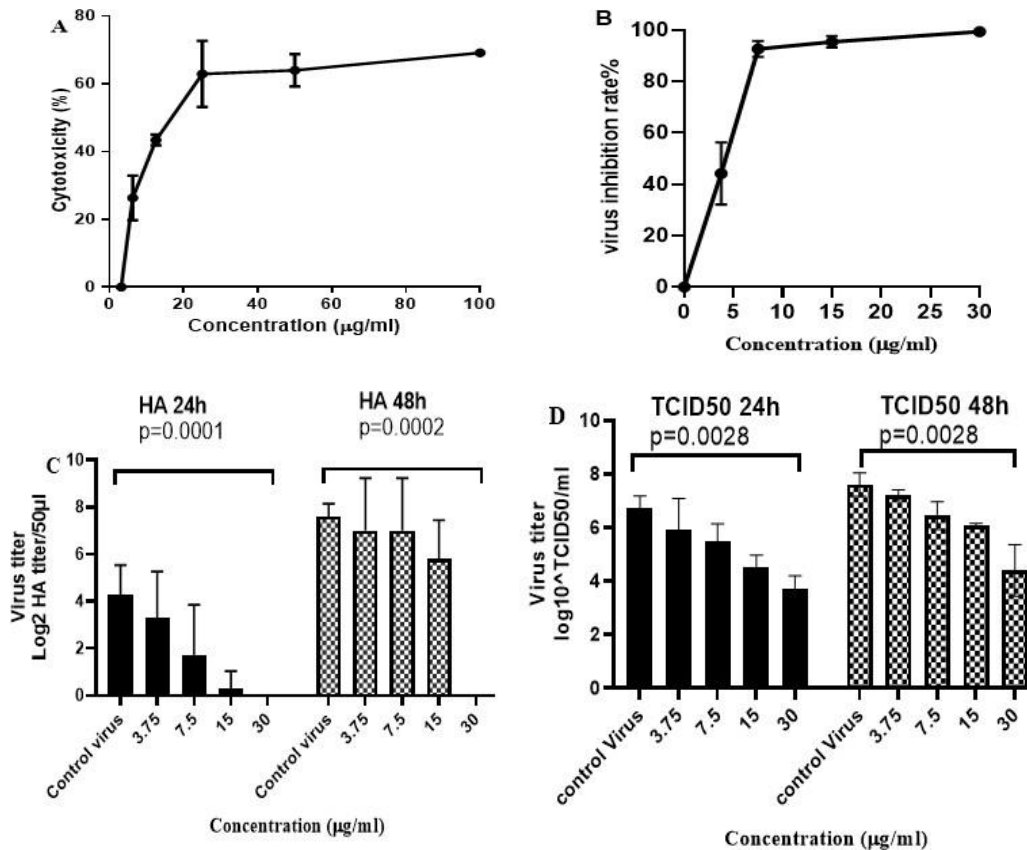 A
Cytotoxicity (%)
80
60
40
20
0
0 20 40 60 80 100
Concentration (μg/ml)
B
virus inhibition rate%
100
80
60
40
20
0
0 5 10 15 20 25 30
Concentration (μg/ml)
HA 24h
p=0.0001
HA 48h
p=0.0002
C
Virus titer
Log2 HA titer/50μl
10
8
6
4
2
0
Control virus 3.75 7.5 15 30 Control virus 3.75 7.5 15 30
Concentration (μg/ml)
D
TCID50 24h
p=0.0028
TCID50 48h
p=0.0028
Virus titer
log10^TCID50/ml
10
8
6
4
2
0
control Virus 3.75 7.5 15 30 control Virus 3.75 7.5 15 30
Concentration (μg/ml)